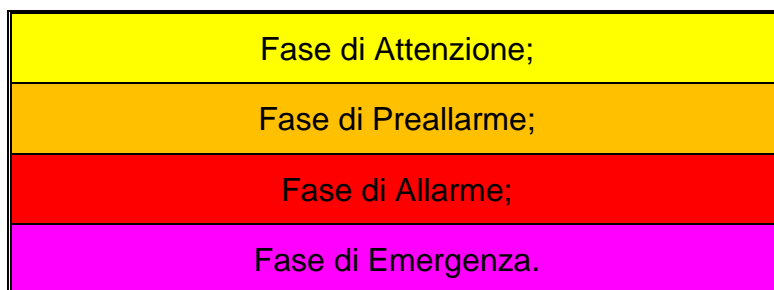 Fase di Attenzione;
Fase di Preallarme;
Fase di Allarme;
Fase di Emergenza.